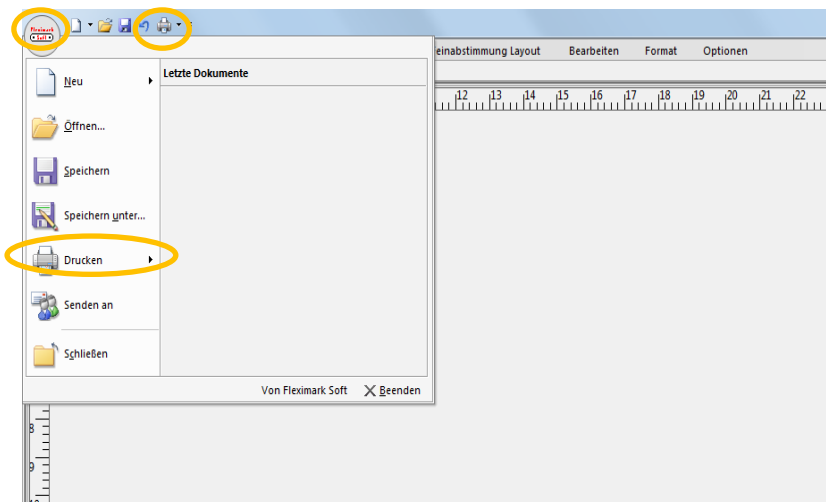 Fleximark
Soft
einabstimmung Layout Bearbeiten Format Optionen
Neu Letzte Dokumente
12 13 14 15 16 17 18 19 20 21 22
Öffnen...
Speichern
Speichern unter...
Drucken
Senden an
Schließen
Von Fleximark Soft Beenden
8
9
10